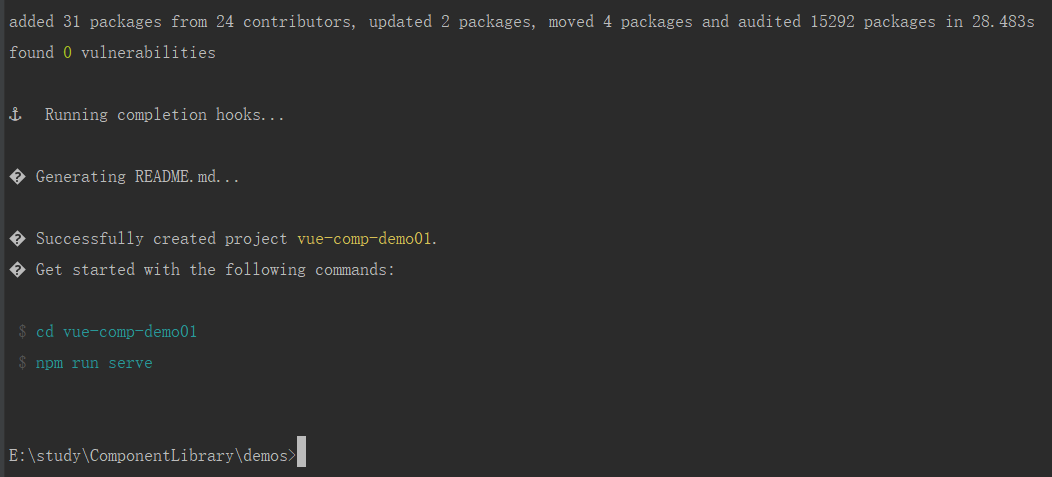 added 31 packages from 24 contributors, updated 2 packages, moved 4 packages and audited 15292 packages in 28.483s
found 0 vulnerabilities
⚓  Running completion hooks...
� Generating README.md...
� Successfully created project vue-comp-demo01.
� Get started with the following commands:
$ cd vue-comp-demo01
$ npm run serve
E:\study\ComponentLibrary\demos>